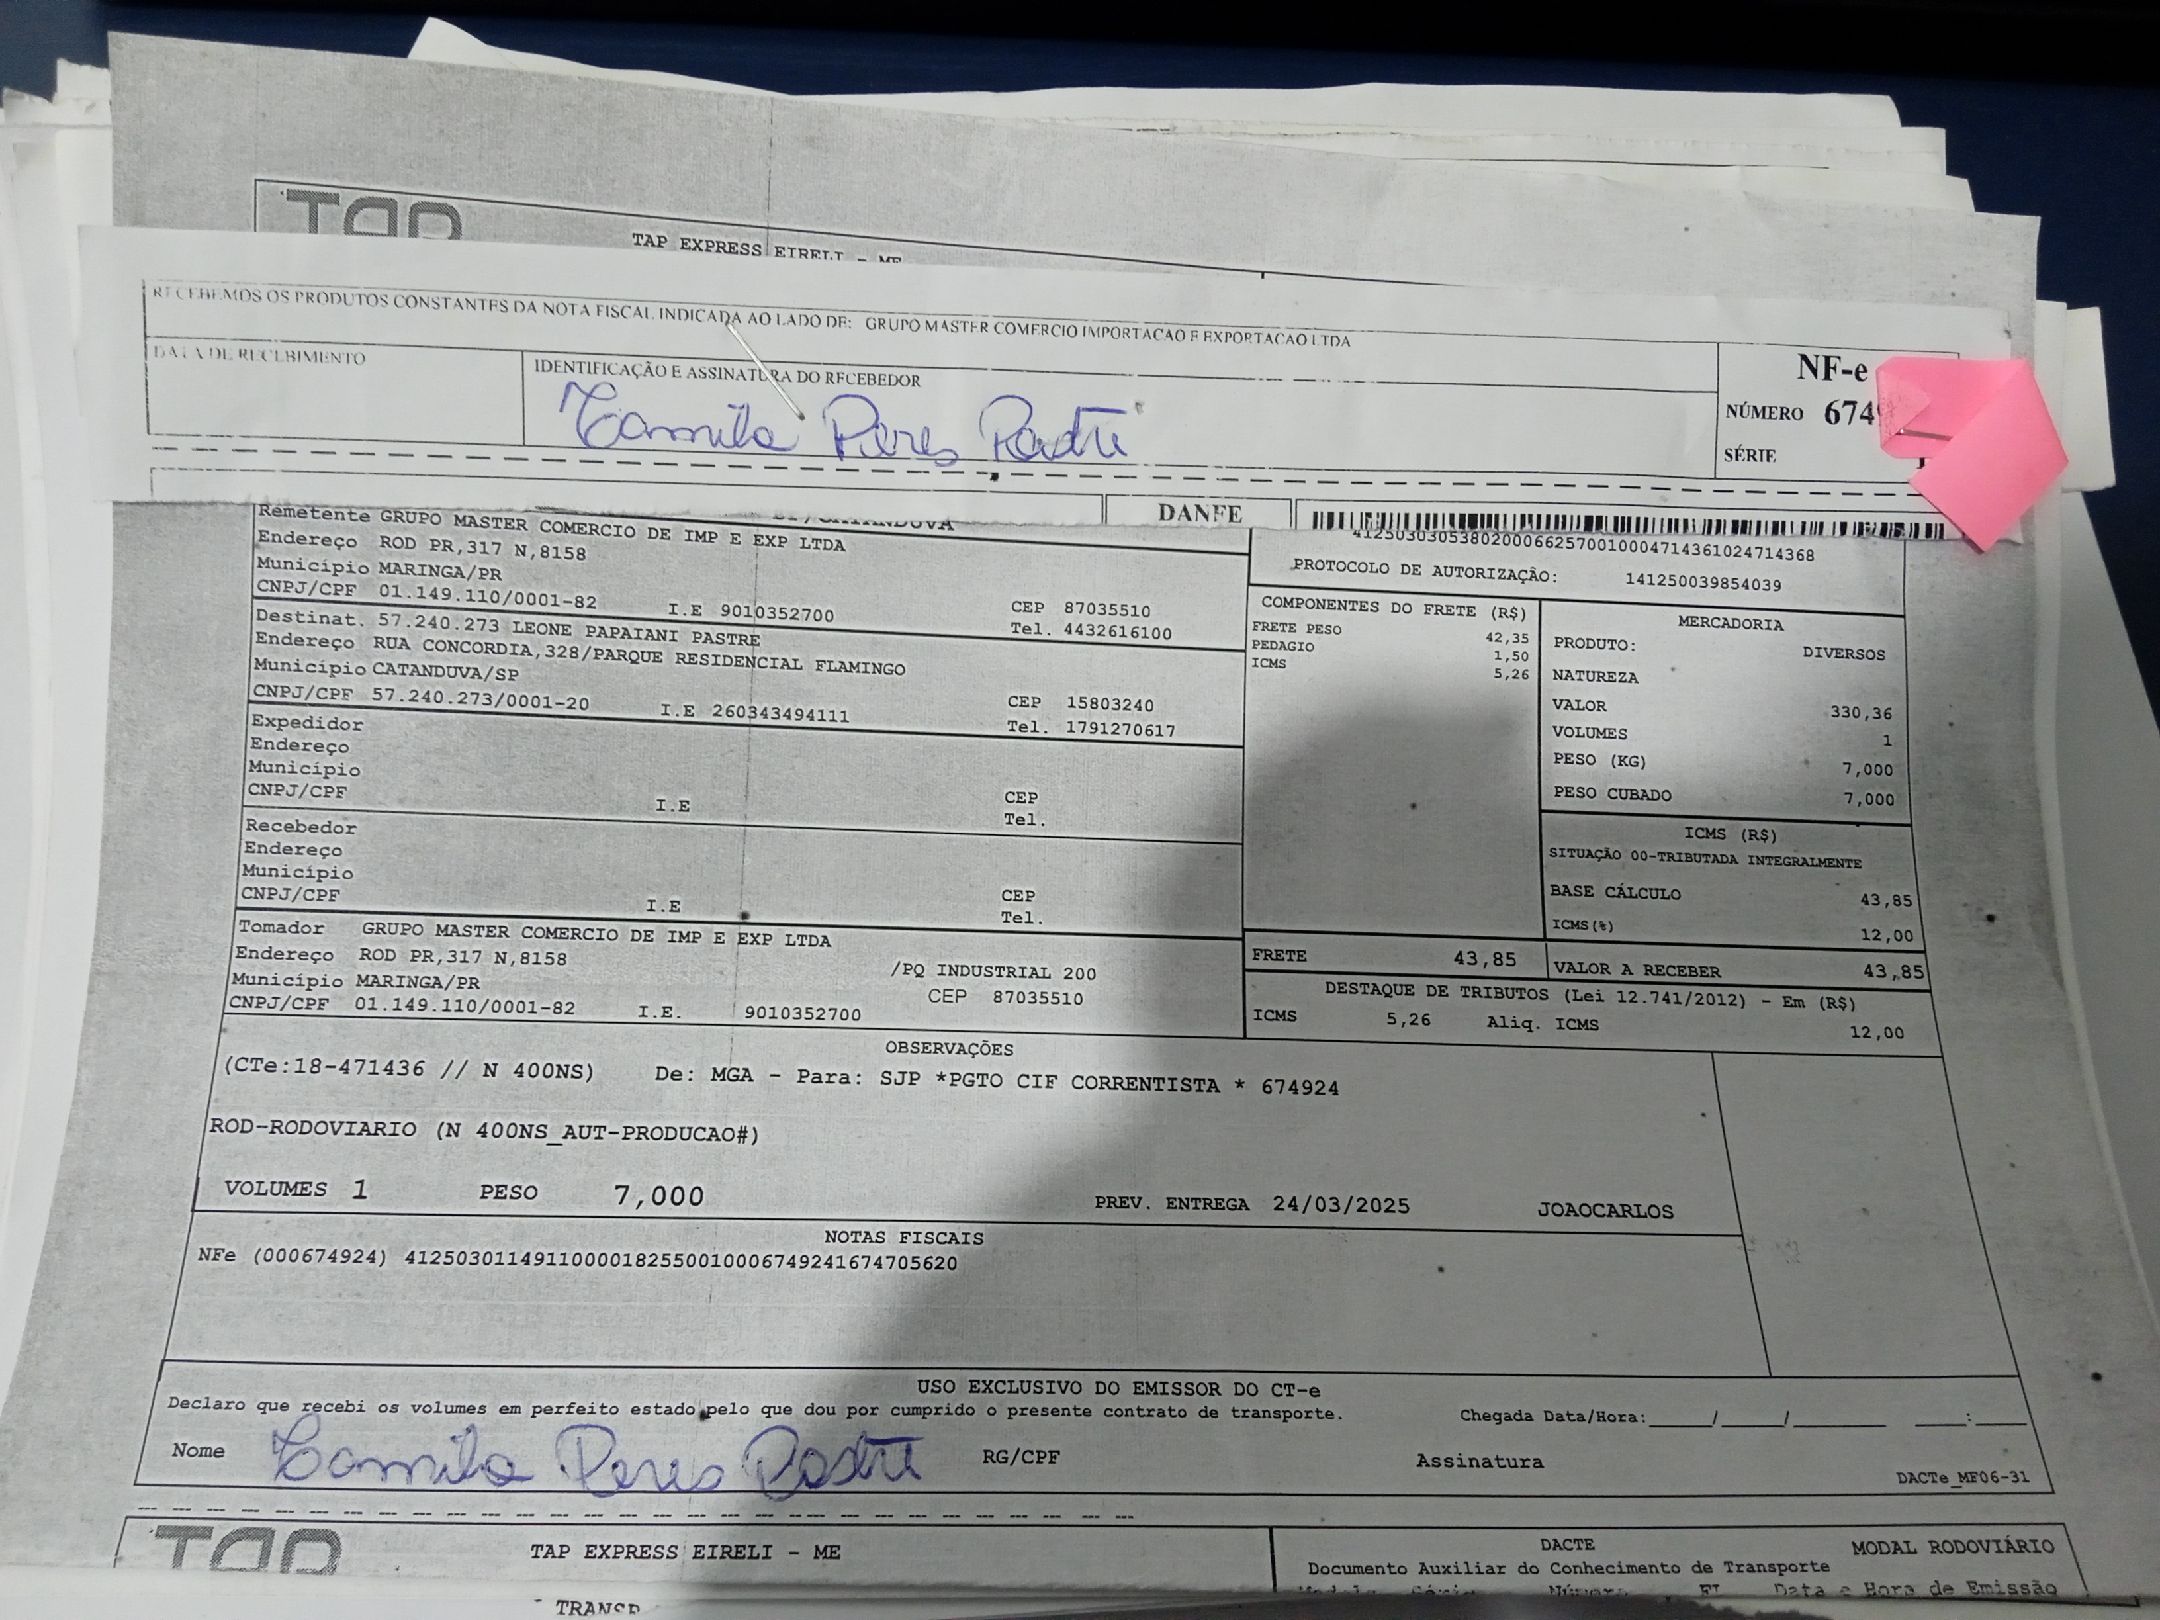 TAP
TAP EXPRESS EIRELI - ME
RECEBEMOS OS PRODUTOS CONSTANTES DA NOTA FISCAL INDICADA AO LADO DE: GRUPO MASTER COMERCIO IMPORTACAO E EXPORTACAO LTDA
DATA DE RECEBIMENTO
IDENTIFICAÇÃO E ASSINATURA DO RECEBEDOR
Camila Peres Pastre
NF-e
NÚMERO 674
SÉRIE
DANFE
Remetente GRUPO MASTER COMERCIO DE IMP E EXP LTDA
Endereço ROD PR,317 N,8158
Município MARINGA/PR
CNPJ/CPF 01.149.110/0001-82 I.E 9010352700 CEP 87035510
Tel. 4432616100
Destinat. 57.240.273 LEONE PAPAIANI PASTRE
Endereço RUA CONCORDIA,328/PARQUE RESIDENCIAL FLAMINGO
Município CATANDUVA/SP
CNPJ/CPF 57.240.273/0001-20 I.E 260343494111 CEP 15803240
Tel. 1791270617
Expedidor
Endereço
Município
CNPJ/CPF I.E CEP
Tel.
Recebedor
Endereço
Município
CNPJ/CPF I.E CEP
Tel.
Tomador GRUPO MASTER COMERCIO DE IMP E EXP LTDA
Endereço ROD PR,317 N,8158 /PQ INDUSTRIAL 200
Município MARINGA/PR CEP 87035510
CNPJ/CPF 01.149.110/0001-82 I.E. 9010352700
41250303053802000662570010004714361024714368
PROTOCOLO DE AUTORIZAÇÃO: 141250039854039
COMPONENTES DO FRETE (R$)
FRETE PESO 42,35
PEDAGIO 1,50
ICMS 5,26
MERCADORIA
PRODUTO: DIVERSOS
NATUREZA
VALOR 330,36
VOLUMES 1
PESO (KG) 7,000
PESO CUBADO 7,000
ICMS (R$)
SITUAÇÃO 00-TRIBUTADA INTEGRALMENTE
BASE CÁLCULO 43,85
ICMS(%) 12,00
FRETE 43,85 VALOR A RECEBER 43,85
DESTAQUE DE TRIBUTOS (Lei 12.741/2012) - Em (R$)
ICMS 5,26 Aliq. ICMS 12,00
OBSERVAÇÕES
(CTe:18-471436 // N 400NS) De: MGA - Para: SJP *PGTO CIF CORRENTISTA * 674924
ROD-RODOVIARIO (N 400NS_AUT-PRODUCAO#)
VOLUMES 1 PESO 7,000 PREV. ENTREGA 24/03/2025 JOAOCARLOS
NOTAS FISCAIS
NFe (000674924) 41250301149110000182550010006749241674705620
USO EXCLUSIVO DO EMISSOR DO CT-e
Declaro que recebi os volumes em perfeito estado pelo que dou por cumprido o presente contrato de transporte. Chegada Data/Hora:____/____/______ ___:___
Nome Camila Peres Pastre RG/CPF Assinatura
DACTe_MF06-31
TAP
TAP EXPRESS EIRELI - ME
DACTE MODAL RODOVIÁRIO
Documento Auxiliar do Conhecimento de Transporte
Data e Hora de Emissão